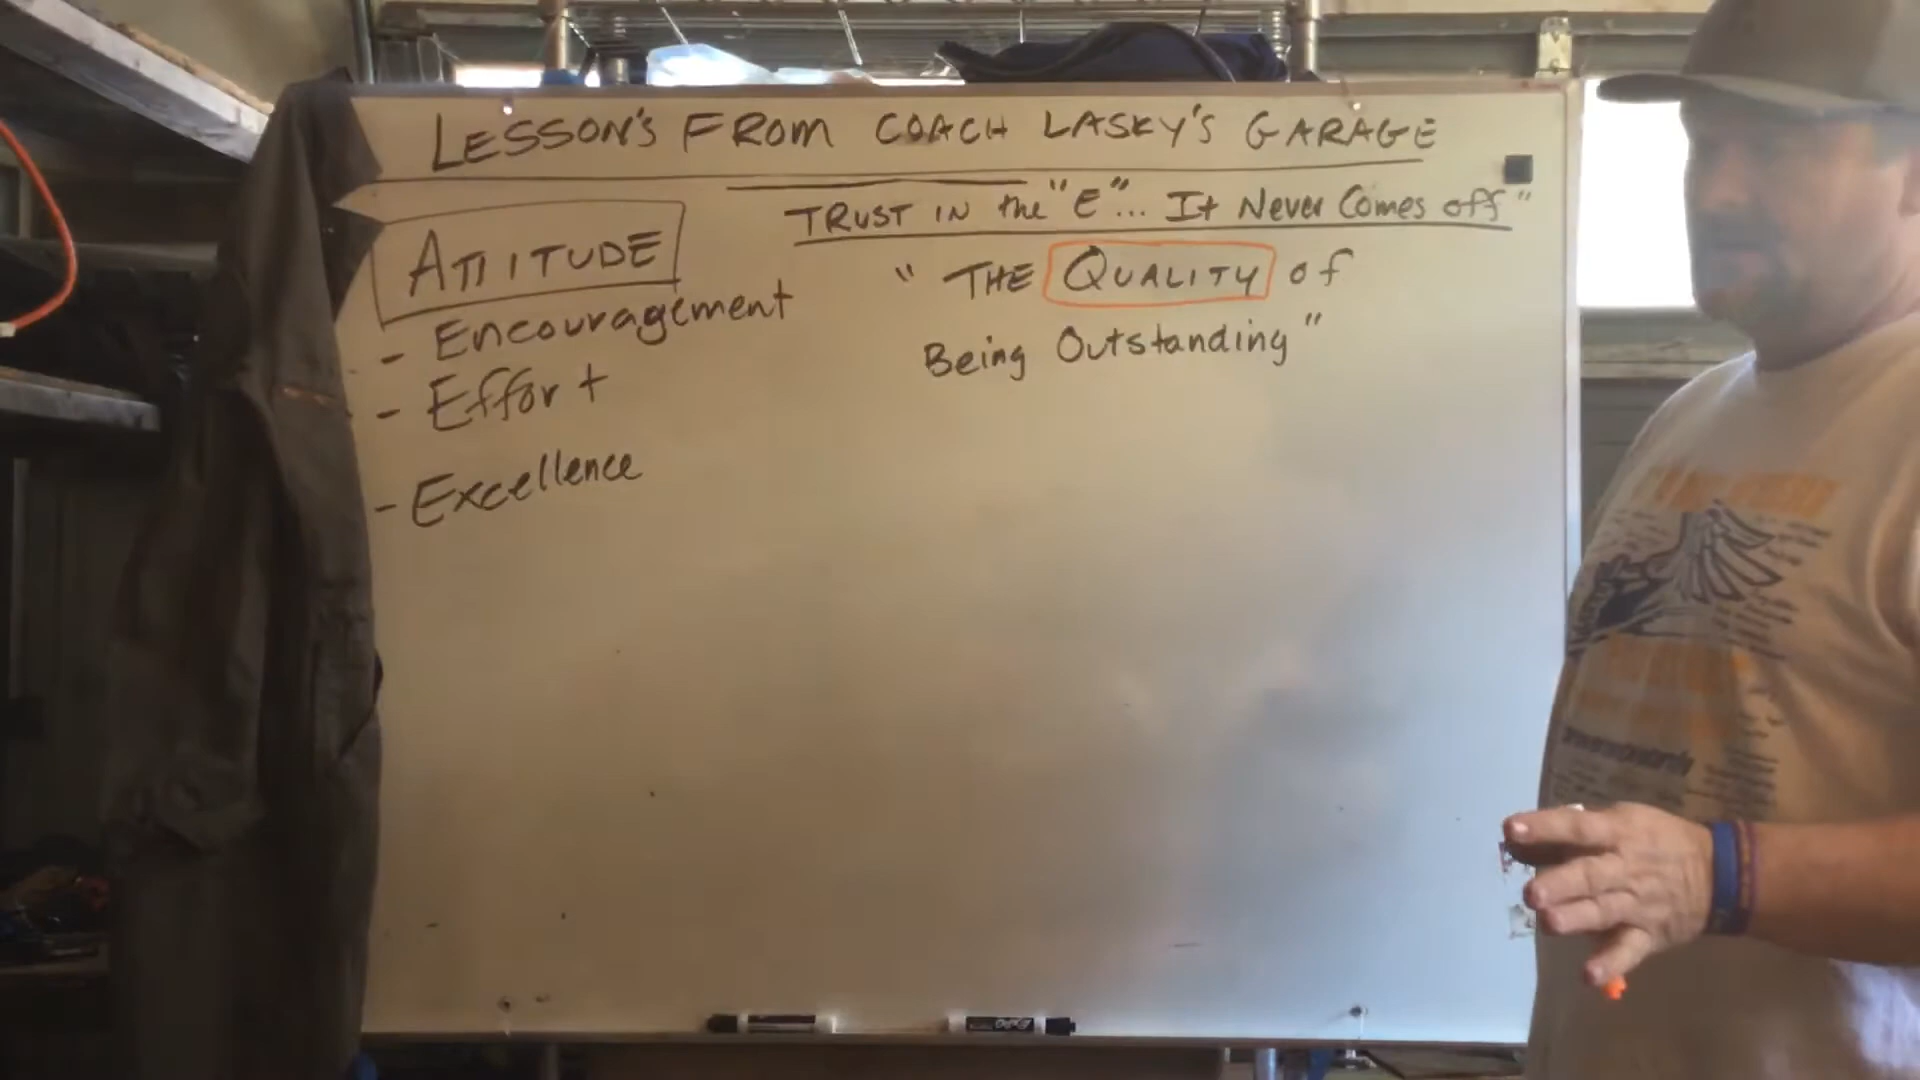 LESSON'S FROM COACH LASKY'S GARAGE
TRUST IN the "E"... It Never Comes off"
ATTITUDE
- Encouragement
- Effort
- Excellence
" THE QUALITY of
Being Outstanding"
EXPO